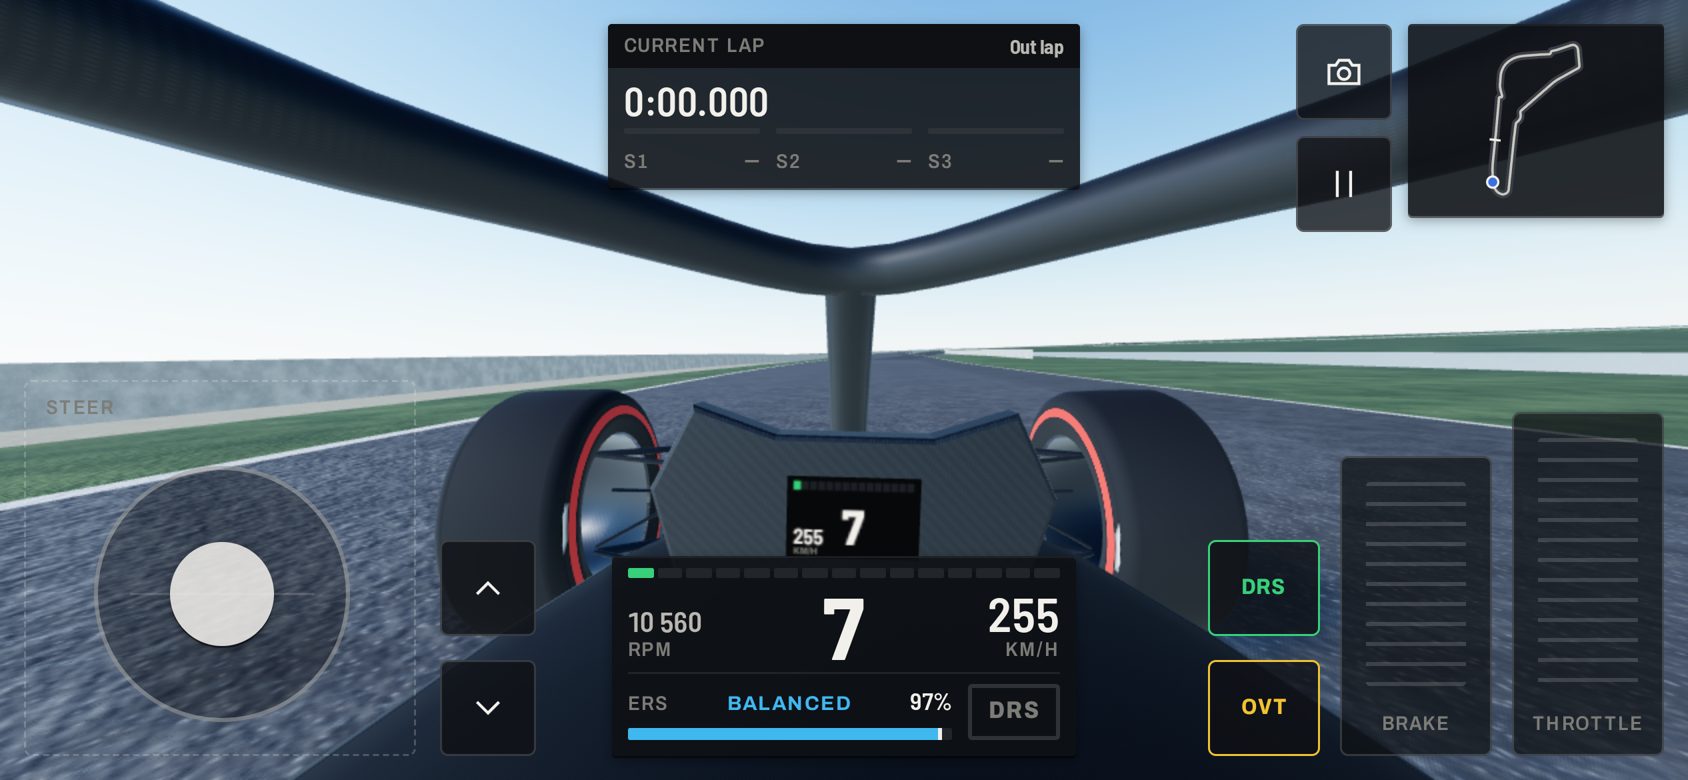 CURRENT LAP Out lap
0:00.000
S1 — S2 — S3 —
STEER
7
255
KM/H
10 560
RPM
7
255
KM/H
ERS BALANCED 97% DRS
DRS
OVT
BRAKE
THROTTLE